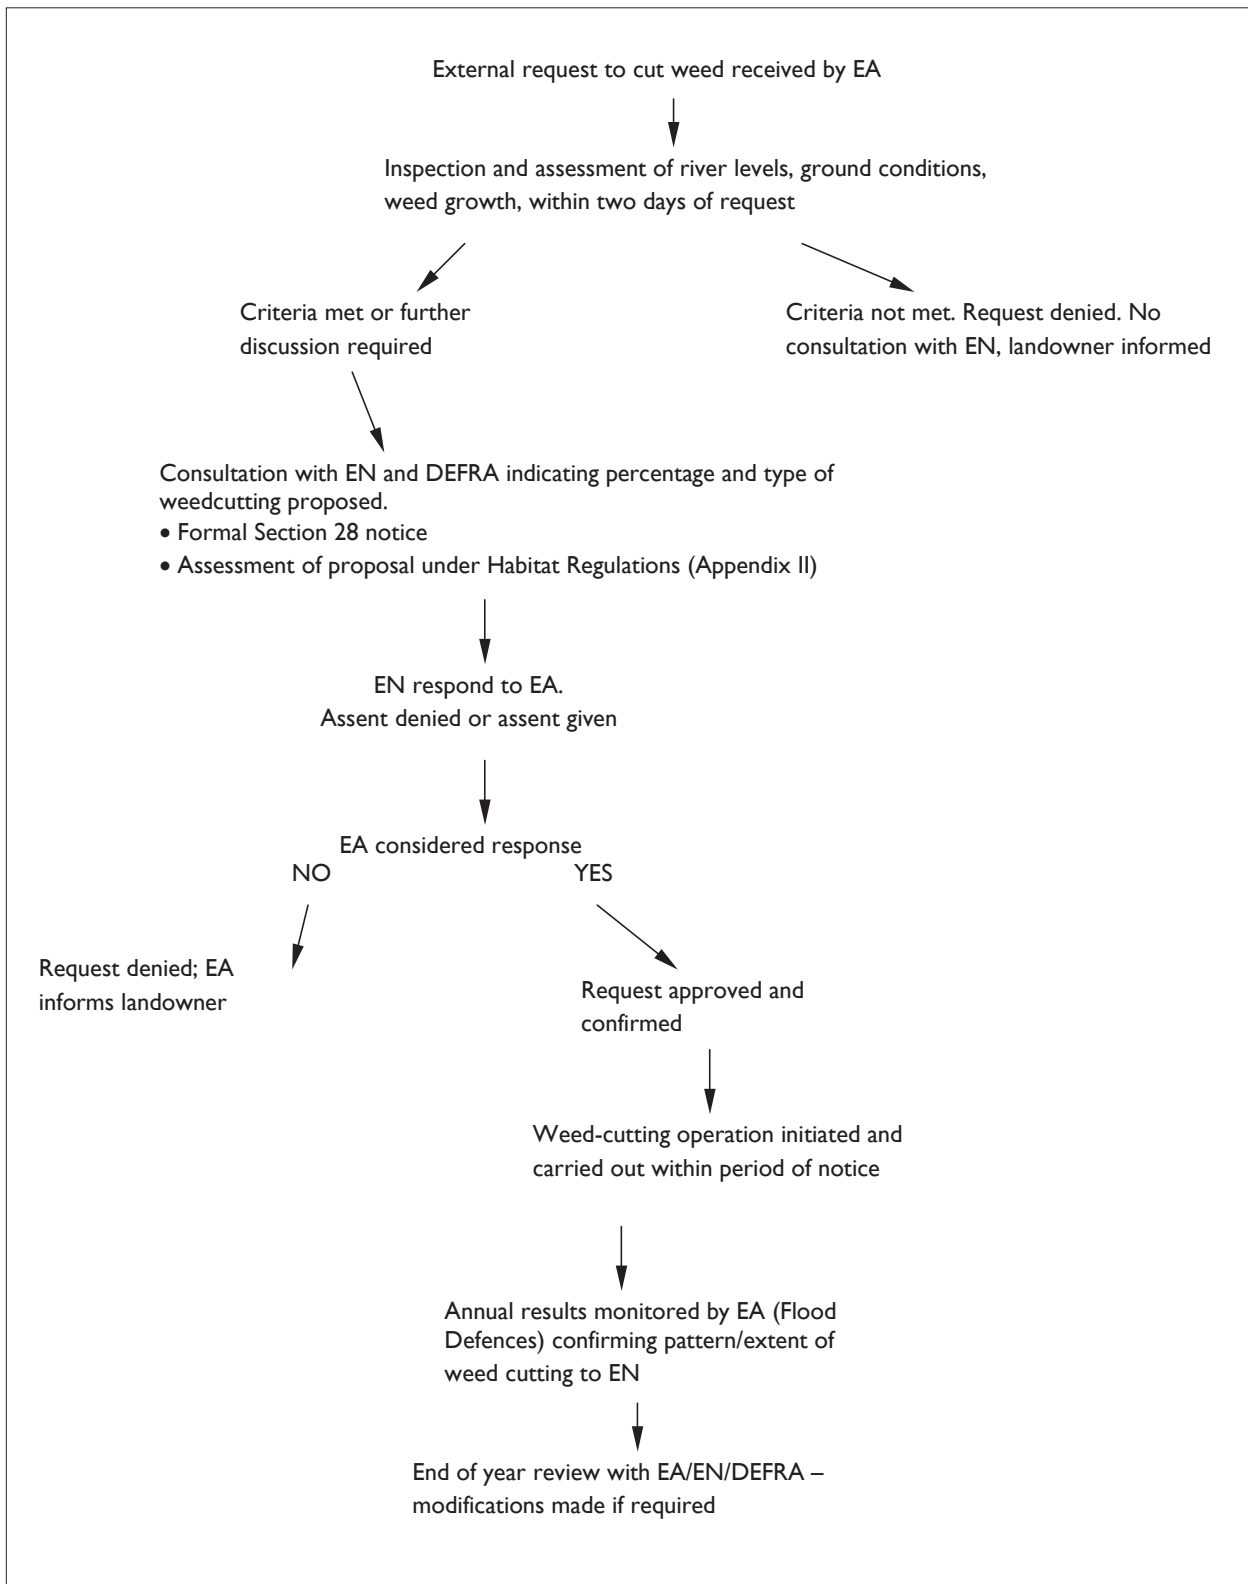 External request to cut weed received by EA
Inspection and assessment of river levels, ground conditions,
weed growth, within two days of request
Criteria met or further
discussion required
Criteria not met. Request denied. No
consultation with EN, landowner informed
Consultation with EN and DEFRA indicating percentage and type of
weedcutting proposed.
• Formal Section 28 notice
• Assessment of proposal under Habitat Regulations (Appendix II)
EN respond to EA.
Assent denied or assent given
EA considered response
NO
YES
Request denied; EA
informs landowner
Request approved and
confirmed
Weed-cutting operation initiated and
carried out within period of notice
Annual results monitored by EA (Flood
Defences) confirming pattern/extent of
weed cutting to EN
End of year review with EA/EN/DEFRA –
modifications made if required